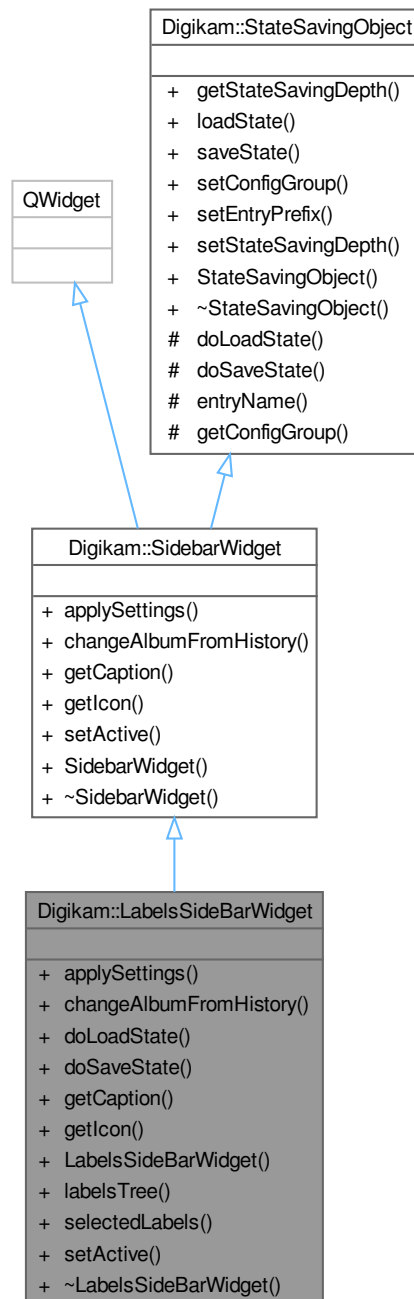 Digikam::StateSavingObject
+ getStateSavingDepth()
+ loadState()
+ saveState()
+ setConfigGroup()
+ setEntryPrefix()
+ setStateSavingDepth()
+ StateSavingObject()
+ ~StateSavingObject()
# doLoadState()
# doSaveState()
# entryName()
# getConfigGroup()
QWidget
Digikam::SidebarWidget
+ applySettings()
+ changeAlbumFromHistory()
+ getCaption()
+ getIcon()
+ setActive()
+ SidebarWidget()
+ ~SidebarWidget()
Digikam::LabelsSideBarWidget
+ applySettings()
+ changeAlbumFromHistory()
+ doLoadState()
+ doSaveState()
+ getCaption()
+ getIcon()
+ LabelsSideBarWidget()
+ labelsTree()
+ selectedLabels()
+ setActive()
+ ~LabelsSideBarWidget()